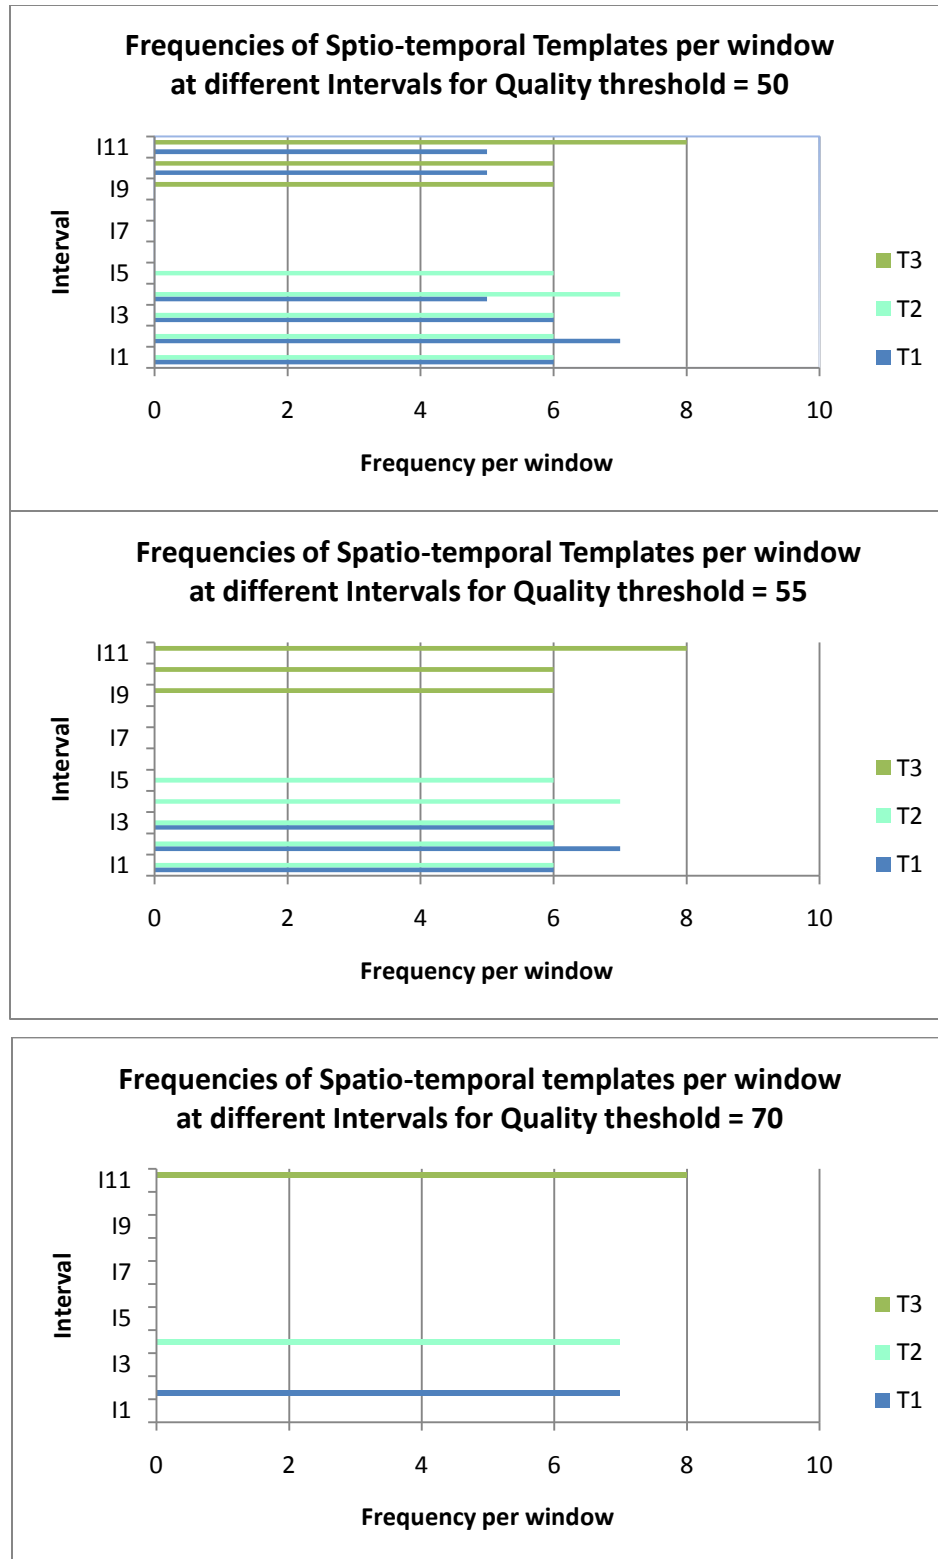 Frequencies of Sptio-temporal Templates per window
at different Intervals for Quality threshold = 50
I11
I9
I7
I5
I3
I1
Interval
0 2 4 6 8 10
Frequency per window
T3
T2
T1
Frequencies of Spatio-temporal Templates per window
at different Intervals for Quality threshold = 55
I11
I9
I7
I5
I3
I1
Interval
0 2 4 6 8 10
Frequency per window
T3
T2
T1
Frequencies of Spatio-temporal templates per window
at different Intervals for Quality theshold = 70
I11
I9
I7
I5
I3
I1
Interval
0 2 4 6 8 10
Frequency per window
T3
T2
T1